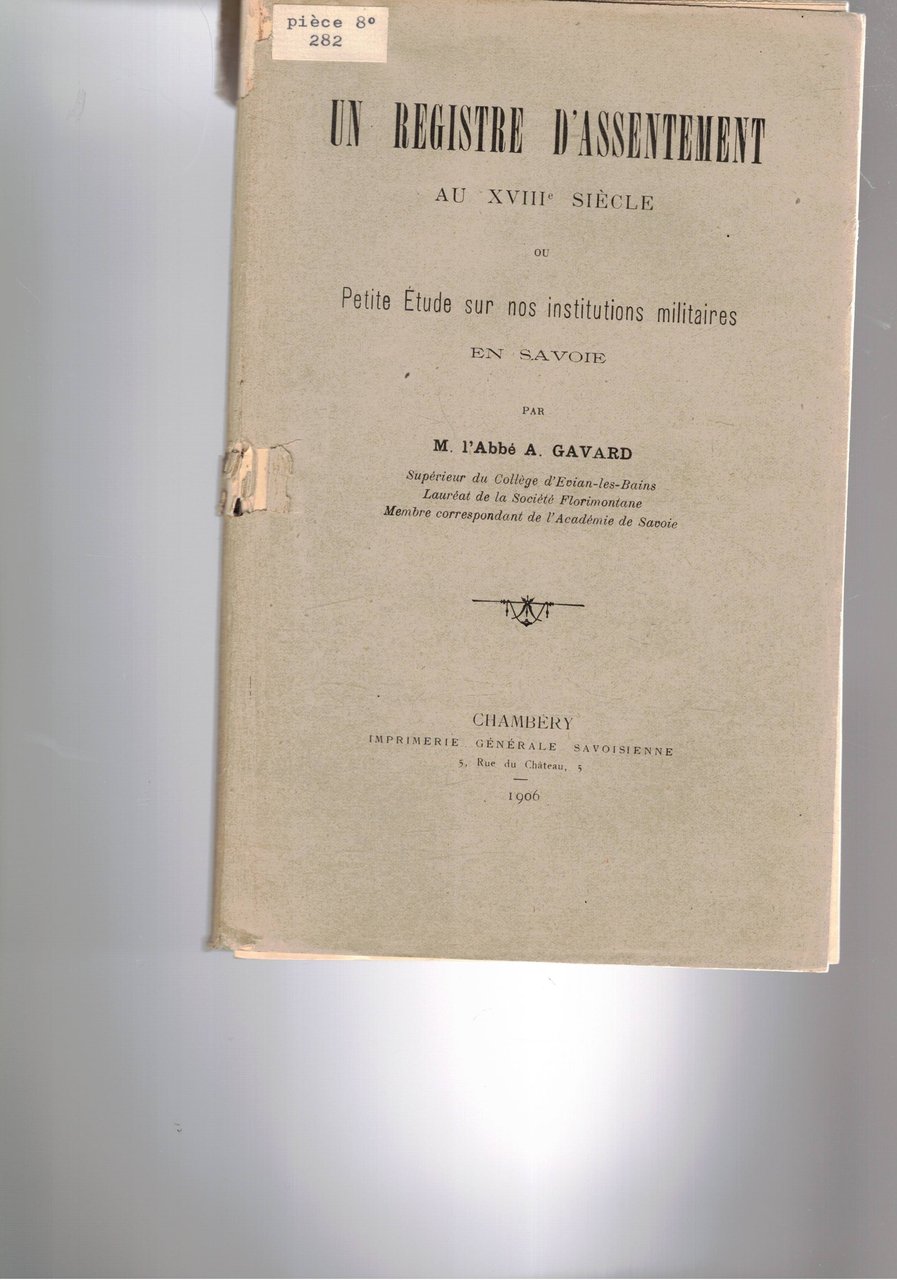 pièce 8º
282
UN REGISTRE D'ASSENTEMENT
AU XVIIIe SIÈCLE
OU
Petite Étude sur nos institutions militaires
EN SAVOIE
PAR
M. l'Abbé A. GAVARD
Supérieur du Collège d'Evian-les-Bains
Lauréat de la Société Florimontane
Membre correspondant de l'Académie de Savoie
CHAMBÉRY
IMPRIMERIE GÉNÉRALE SAVOISIENNE
5, Rue du Château, 5
1906